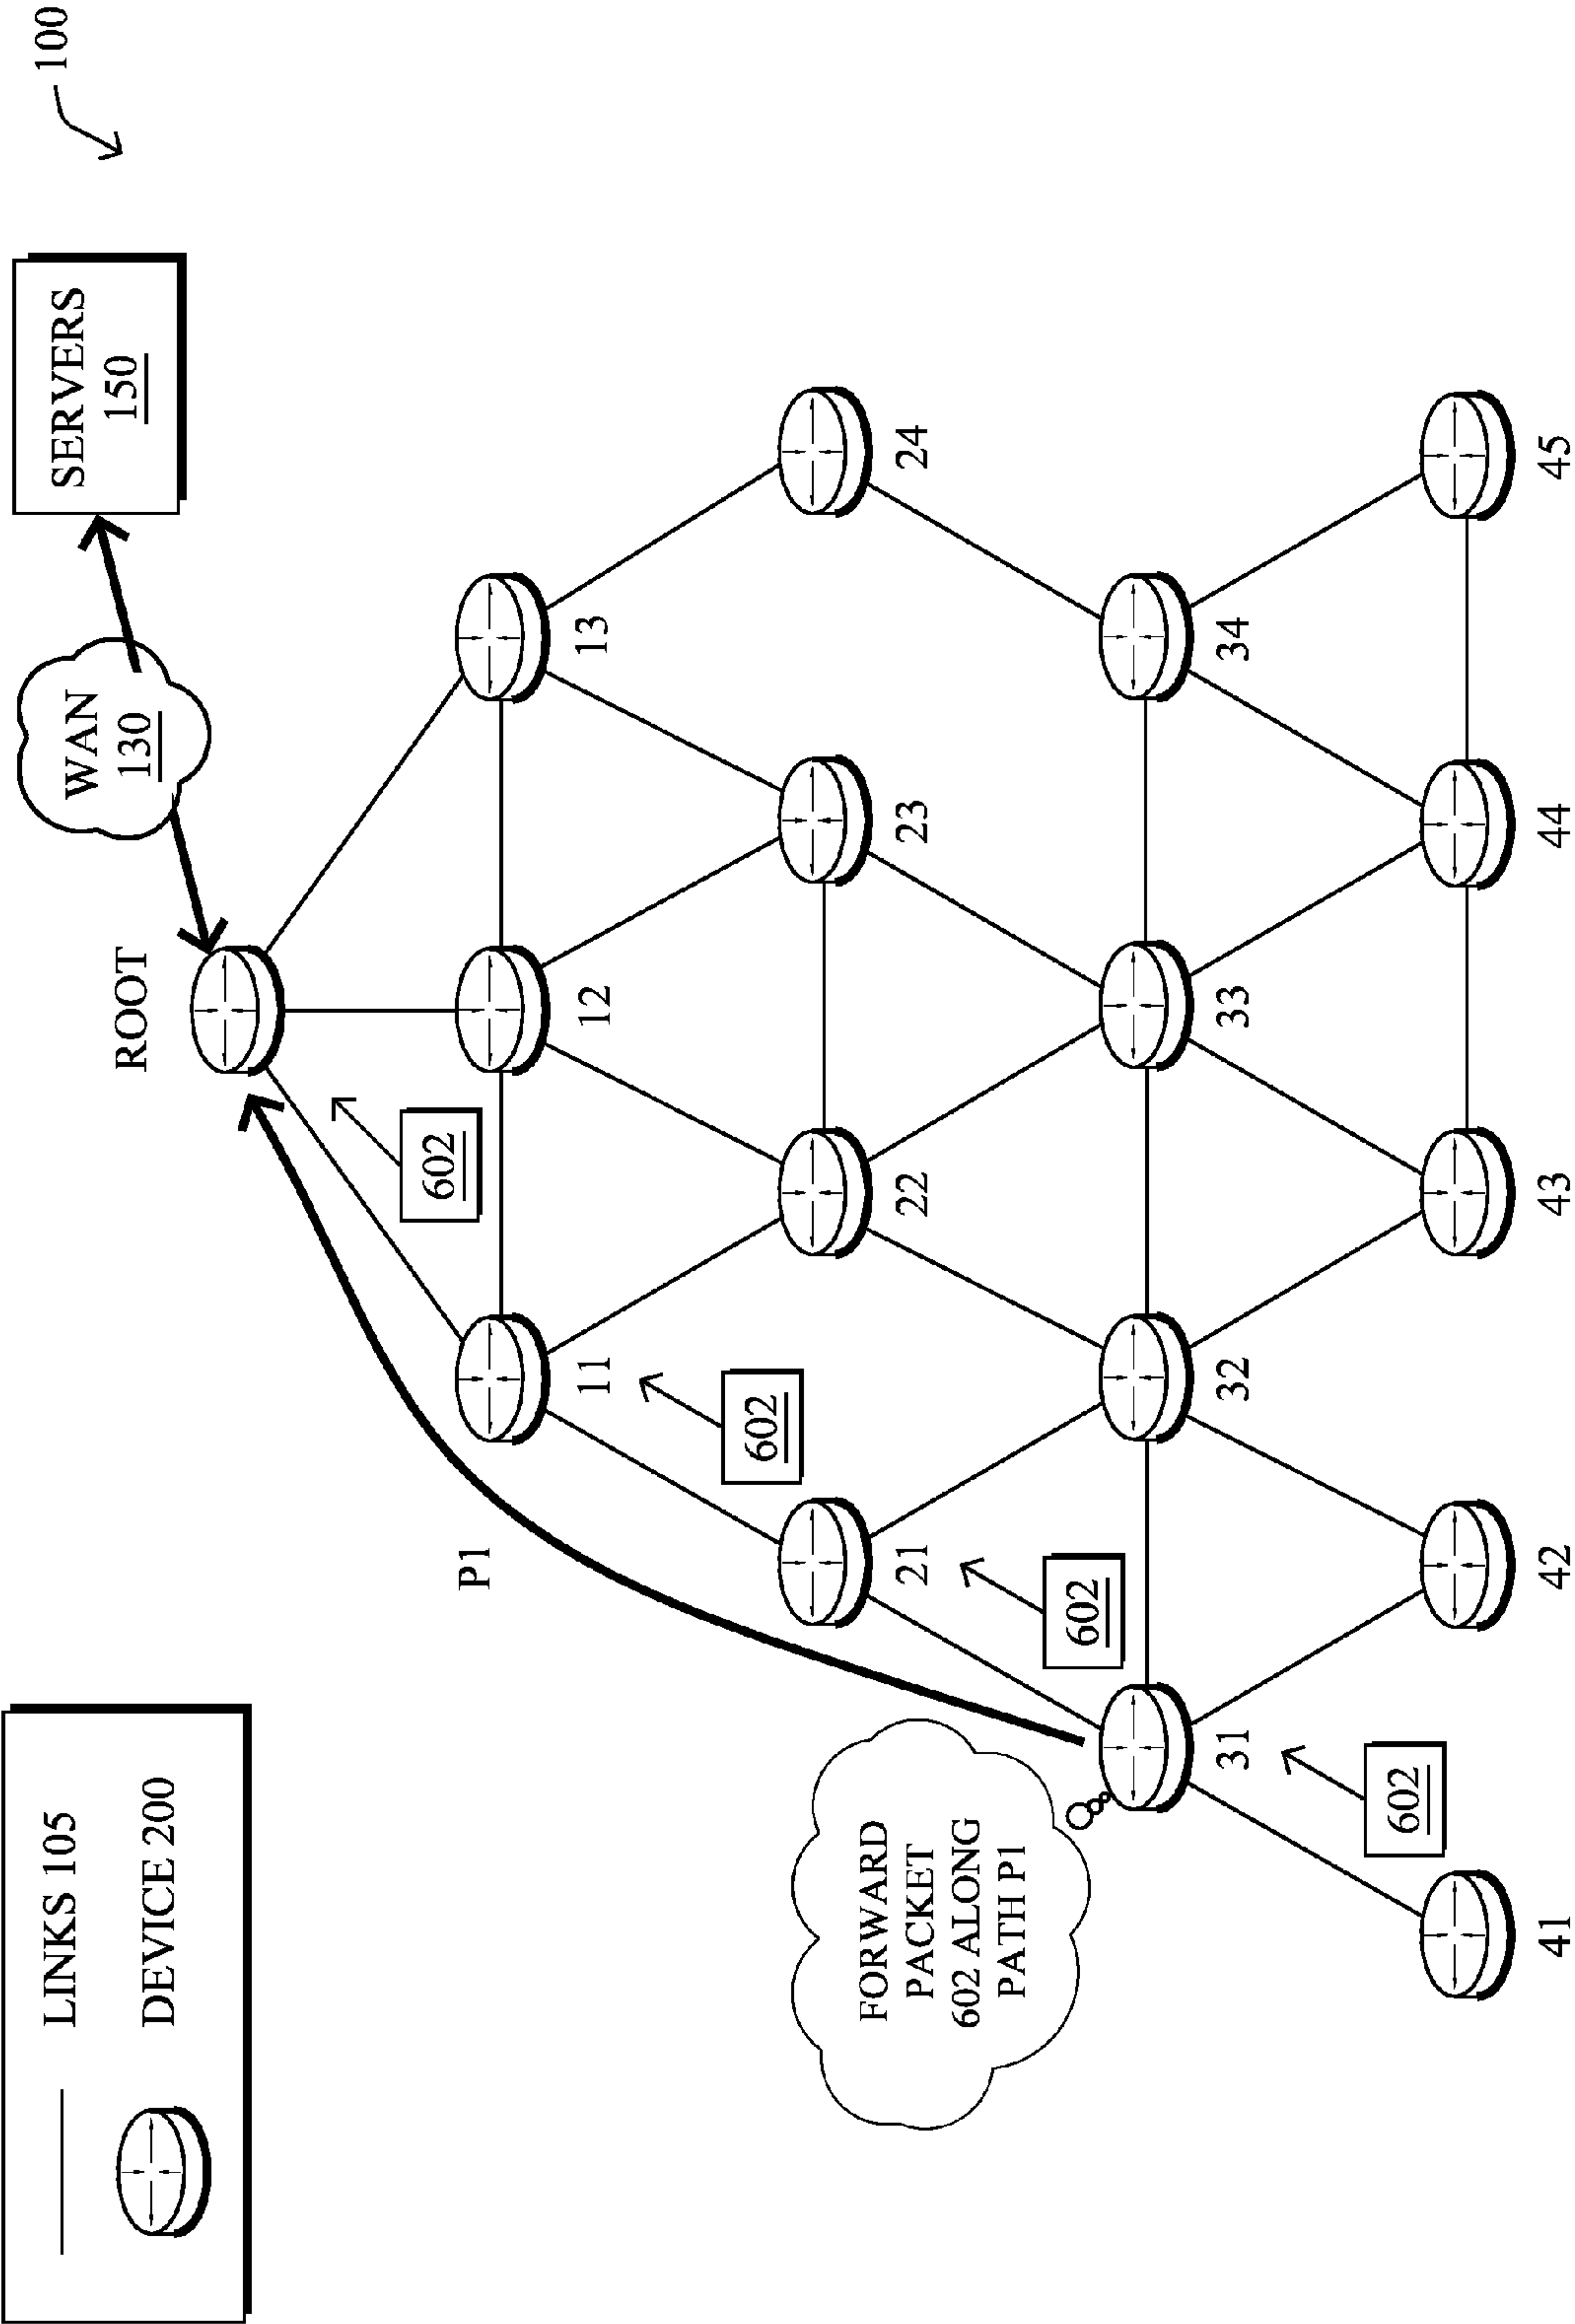 LINKS 105
DEVICE 200
100
SERVERS
150
WAN
130
ROOT
602
P1
11
12
13
602
21
22
23
24
602
FORWARD
PACKET
602 ALONG
PATH P1
31
32
33
34
602
41
42
43
44
45